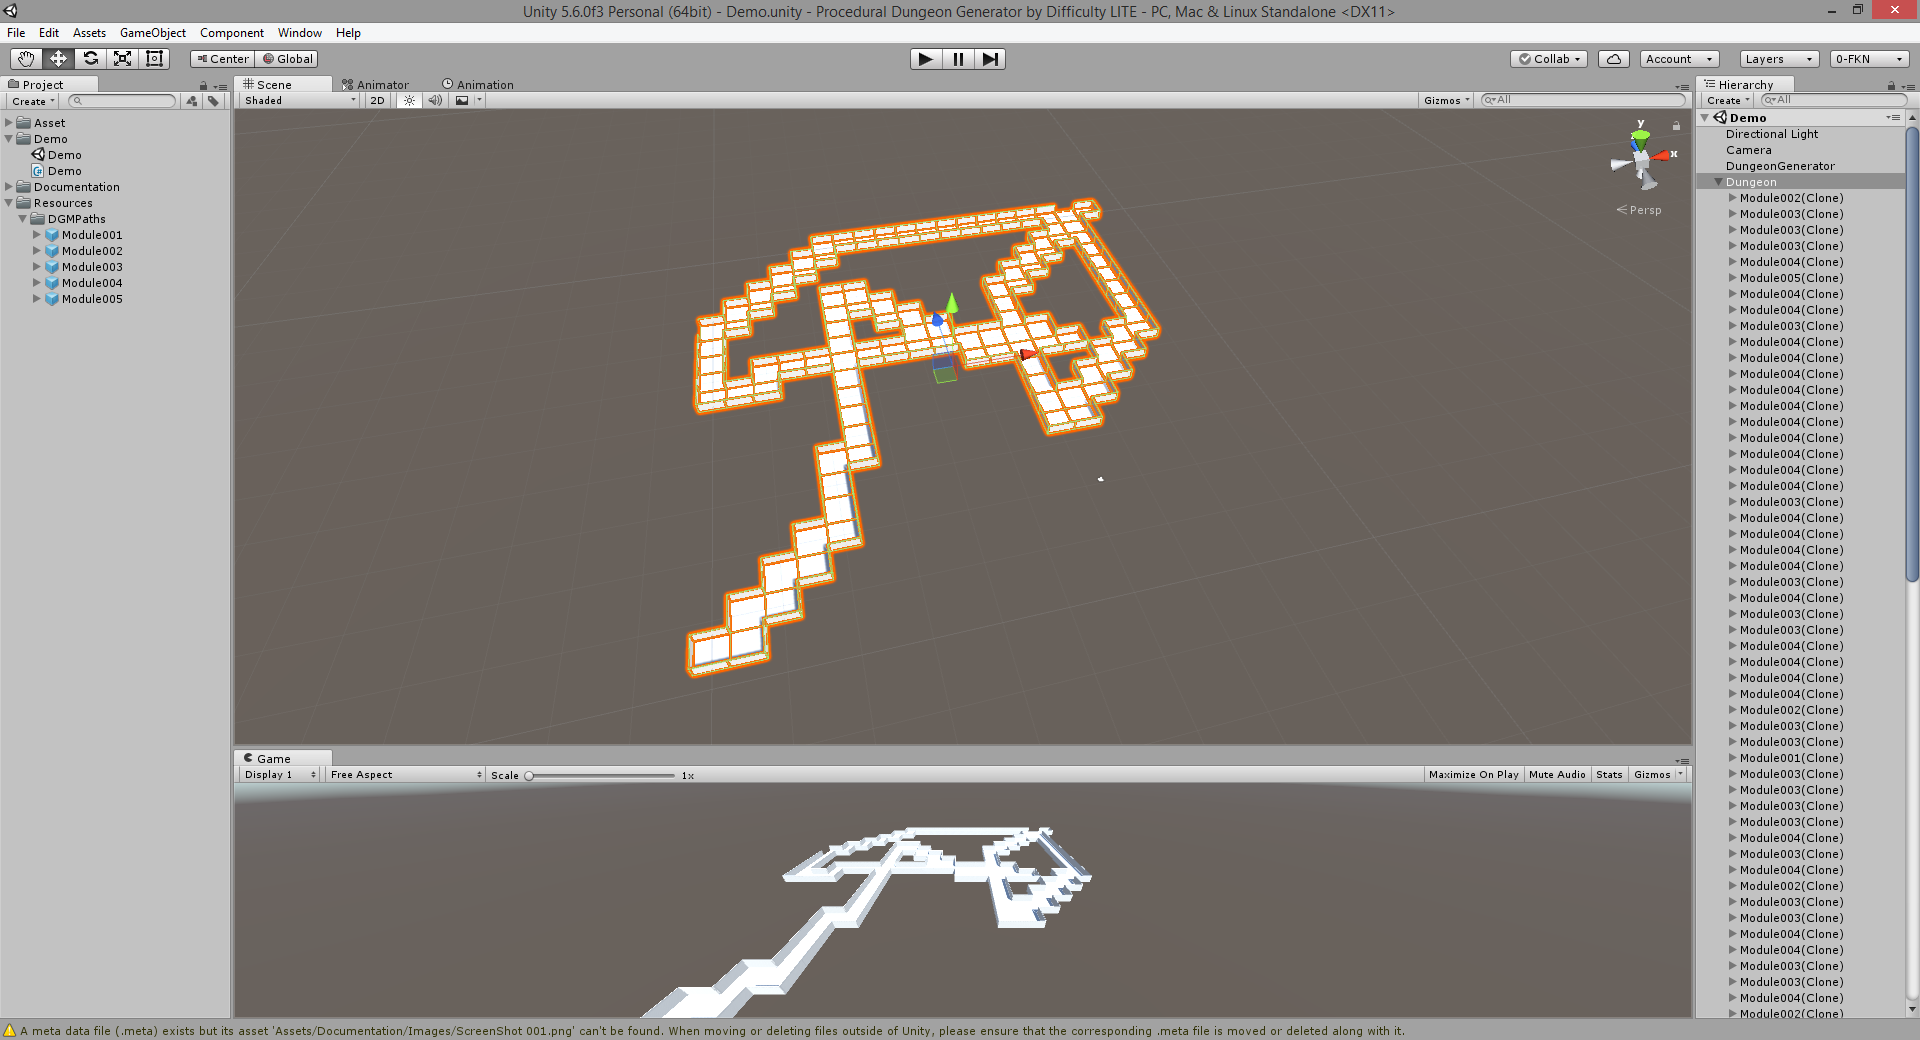 Unity 5.6.0f3 Personal (64bit) - Demo.unity - Procedural Dungeon Generator by Difficulty LITE - PC, Mac & Linux Standalone <DX11>
File Edit Assets GameObject Component Window Help
Center Global Collab Account Layers 0-FKN
Project
Create
Asset
Demo
Demo
Demo
Documentation
Resources
DGMPaths
Module001
Module002
Module003
Module004
Module005
Scene Animator Animation
Shaded 2D Gizmos All
y
x
Persp
Game
Display 1 Free Aspect Scale 1x Maximize On Play Mute Audio Stats Gizmos
Hierarchy
Create All
Demo
Directional Light
Camera
DungeonGenerator
Dungeon
Module002(Clone)
Module003(Clone)
Module003(Clone)
Module003(Clone)
Module004(Clone)
Module005(Clone)
Module004(Clone)
Module004(Clone)
Module003(Clone)
Module004(Clone)
Module004(Clone)
Module004(Clone)
Module004(Clone)
Module004(Clone)
Module004(Clone)
Module004(Clone)
Module004(Clone)
Module004(Clone)
Module004(Clone)
Module003(Clone)
Module004(Clone)
Module004(Clone)
Module004(Clone)
Module004(Clone)
Module003(Clone)
Module004(Clone)
Module003(Clone)
Module003(Clone)
Module004(Clone)
Module004(Clone)
Module004(Clone)
Module004(Clone)
Module002(Clone)
Module003(Clone)
Module003(Clone)
Module001(Clone)
Module003(Clone)
Module003(Clone)
Module003(Clone)
Module003(Clone)
Module004(Clone)
Module003(Clone)
Module004(Clone)
Module002(Clone)
Module003(Clone)
Module003(Clone)
Module004(Clone)
Module004(Clone)
Module003(Clone)
Module003(Clone)
Module004(Clone)
Module002(Clone)
A meta data file (.meta) exists but its asset 'Assets/Documentation/Images/ScreenShot 001.png' can't be found. When moving or deleting files outside of Unity, please ensure that the corresponding .meta file is moved or deleted along with it.